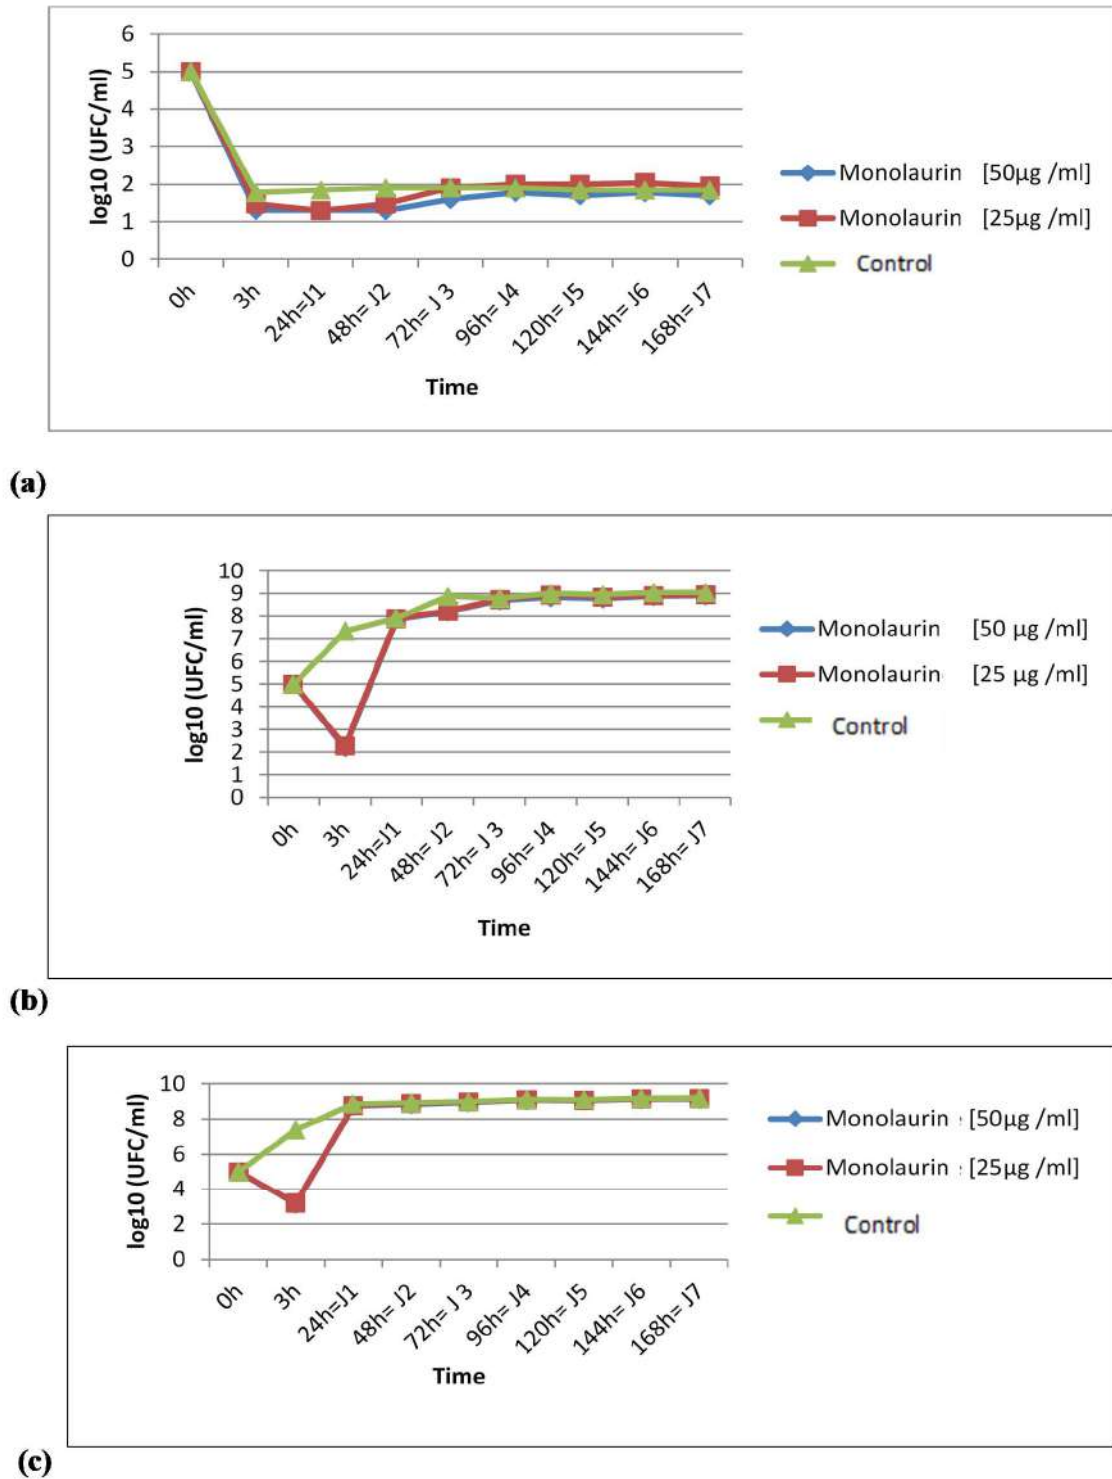 6
5
4
3
2
1
0
log10 (UFC/ml)
0h
3h
24h=J1
48h= J2
72h= J 3
96h= J4
120h= J5
144h= J6
168h= J7
Time
Monolaurin [50µg /ml]
Monolaurin [25µg /ml]
Control
(a)
10
9
8
7
6
5
4
3
2
1
0
log10 (UFC/ml)
0h
3h
24h=J1
48h= J2
72h= J 3
96h= J4
120h= J5
144h= J6
168h= J7
Time
Monolaurin [50 µg /ml]
Monolaurin [25 µg /ml]
Control
(b)
10
8
6
4
2
0
log10 (UFC/ml)
0h
3h
24h=J1
48h= J2
72h= J 3
96h= J4
120h= J5
144h= J6
168h= J7
Time
Monolaurin [50µg /ml]
Monolaurin [25µg /ml]
Control
(c)